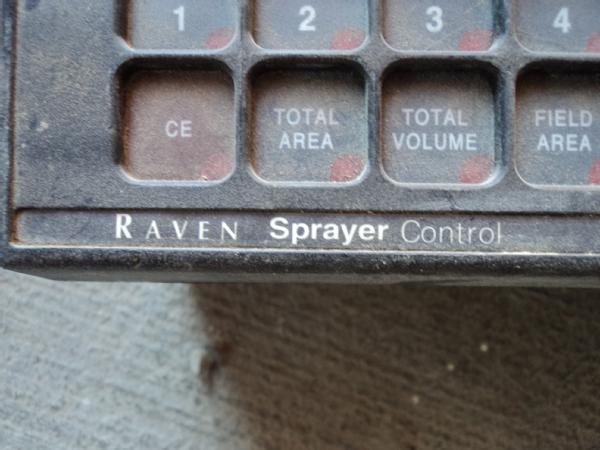 1 2 3 4
CE TOTAL AREA TOTAL VOLUME FIELD AREA
RAVEN Sprayer Control